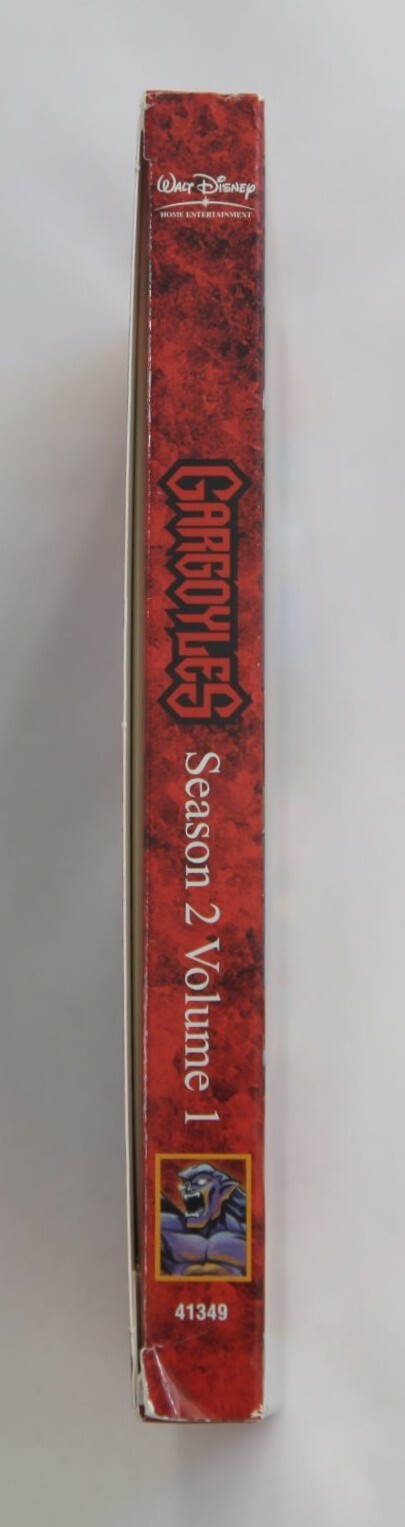 WALT DISNEY
HOME ENTERTAINMENT
GARGOYLES
Season 2 Volume 1
41349